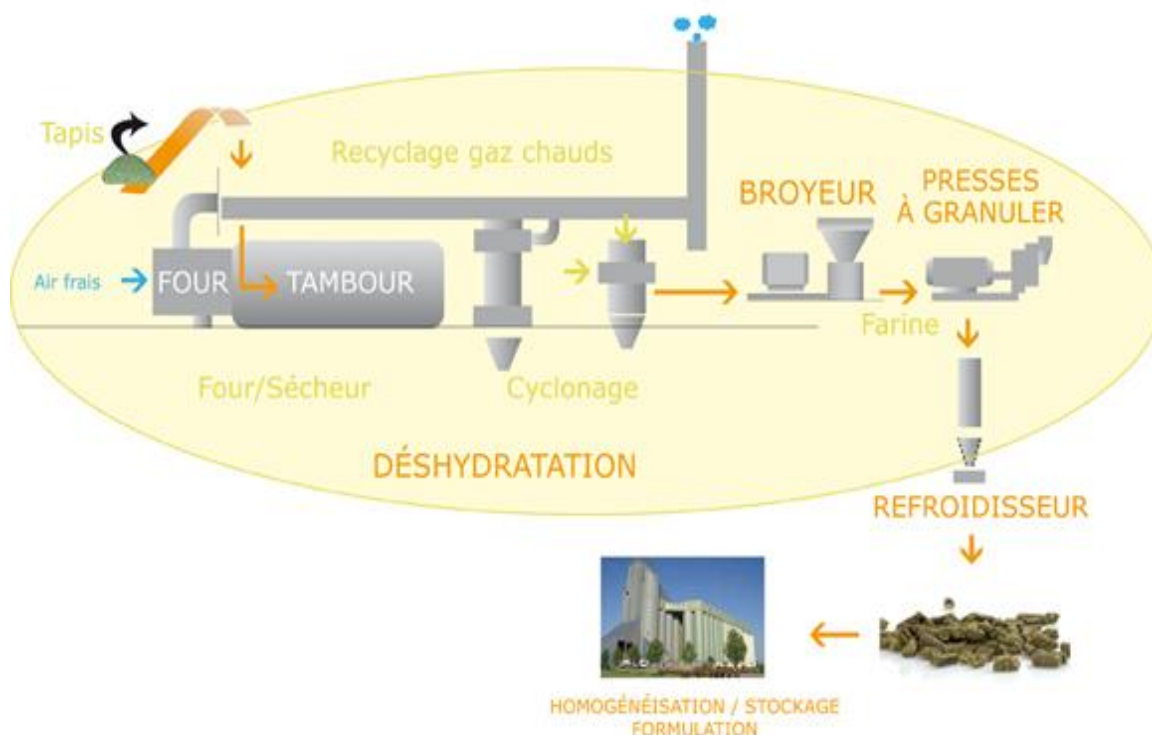 Tapis
Recyclage gaz chauds
BROYEUR
PRESSES
À GRANULER
Air frais
FOUR
TAMBOUR
Farine
Four/Sécheur
Cyclonage
DÉSHYDRATATION
REFROIDISSEUR
HOMOGÉNÉISATION / STOCKAGE
FORMULATION